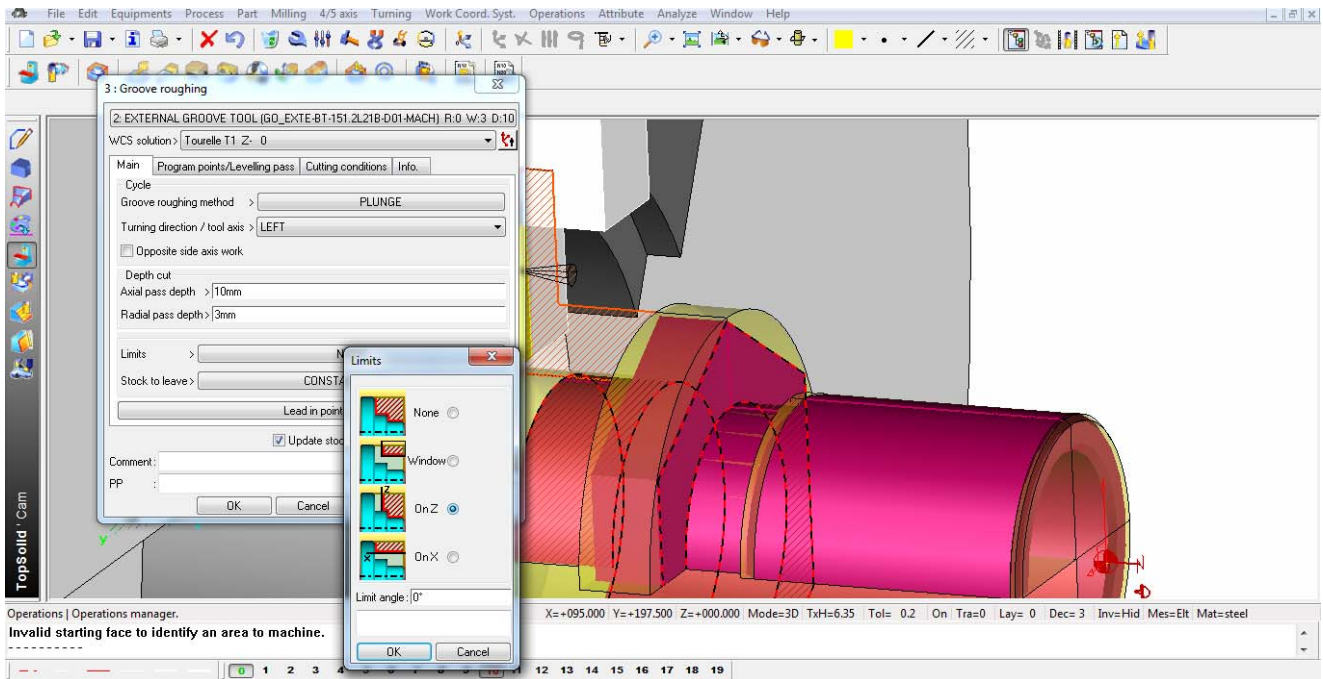 File Edit Equipments Process Part Milling 4/5 axis Turning Work Coord. Syst. Operations Attribute Analyze Window Help
3 : Groove roughing
2: EXTERNAL GROOVE TOOL (GO_EXTE-BT-151.2L21B-D01-MACH) R:0 W:3 D:10
WCS solution > Tourelle T1 Z- 0
Main Program points/Levelling pass Cutting conditions Info.
Cycle
Groove roughing method > PLUNGE
Turning direction / tool axis > LEFT
Opposite side axis work
Depth cut
Axial pass depth > 10mm
Radial pass depth > 3mm
Limits > N
Stock to leave > CONSTA
Lead in point
Update stoc
Comment :
PP :
OK Cancel
Limits
None
Window
Z
On Z
X
On X
Limit angle : 0°
OK Cancel
y
N
TopSolid 'Cam
Operations | Operations manager.
X=+095.000 Y=+197.500 Z=+000.000 Mode=3D TxH=6.35 Tol= 0.2 On Tra=0 Lay= 0 Dec= 3 Inv=Hid Mes=Elt Mat=steel
Invalid starting face to identify an area to machine.
----------
0 1 2 3 10 11 12 13 14 15 16 17 18 19